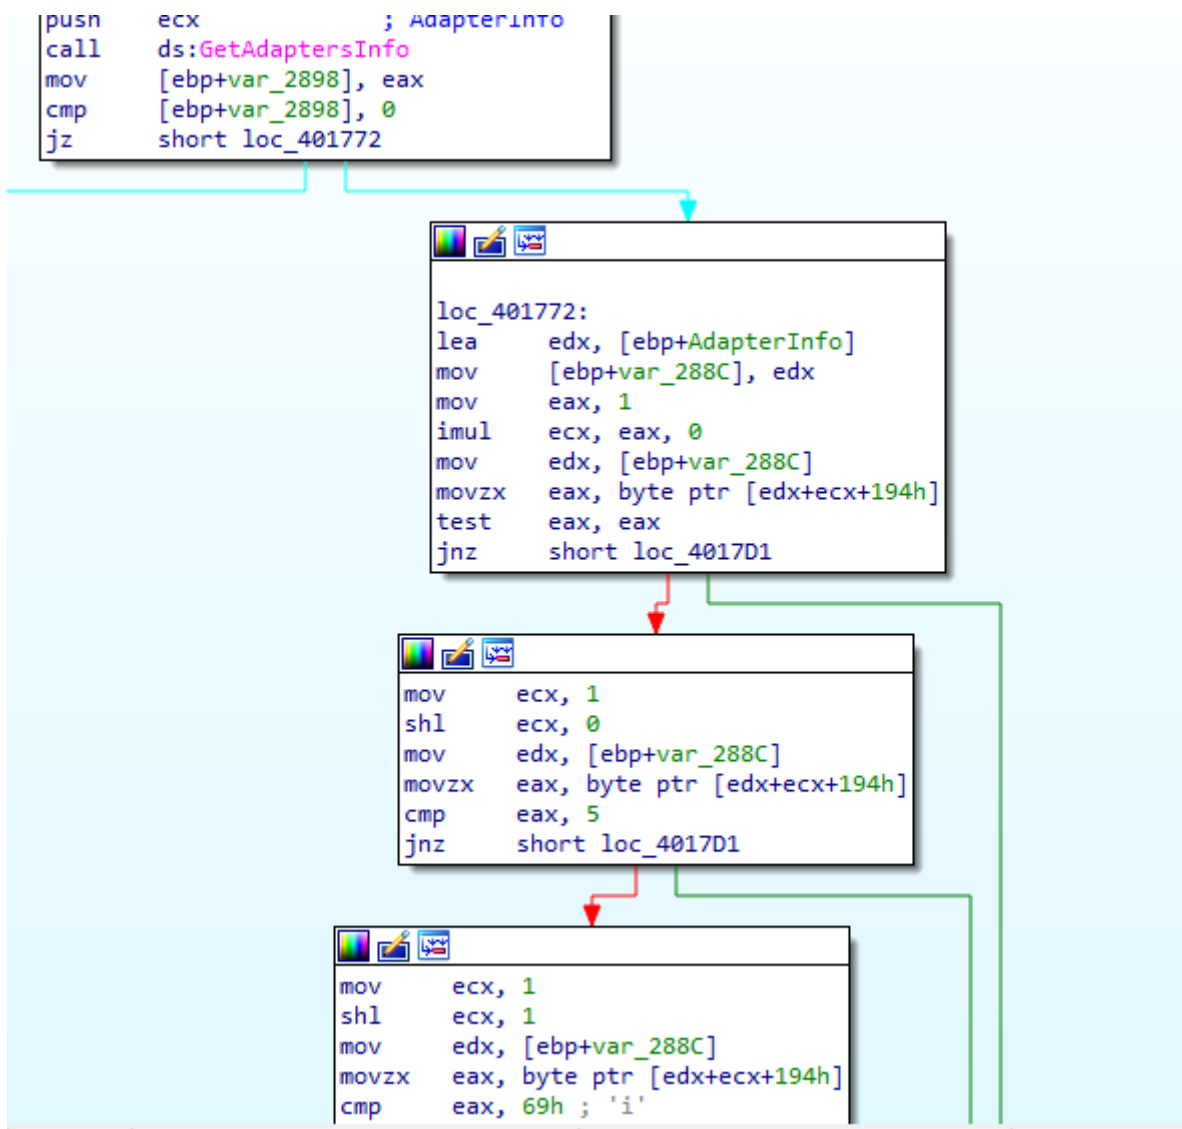 push ecx ; AdapterInfo
call ds:GetAdaptersInfo
mov [ebp+var_2898], eax
cmp [ebp+var_2898], 0
jz short loc_401772
loc_401772:
lea edx, [ebp+AdapterInfo]
mov [ebp+var_288C], edx
mov eax, 1
imul ecx, eax, 0
mov edx, [ebp+var_288C]
movzx eax, byte ptr [edx+ecx+194h]
test eax, eax
jnz short loc_4017D1
mov ecx, 1
shl ecx, 0
mov edx, [ebp+var_288C]
movzx eax, byte ptr [edx+ecx+194h]
cmp eax, 5
jnz short loc_4017D1
mov ecx, 1
shl ecx, 1
mov edx, [ebp+var_288C]
movzx eax, byte ptr [edx+ecx+194h]
cmp eax, 69h ; 'i'